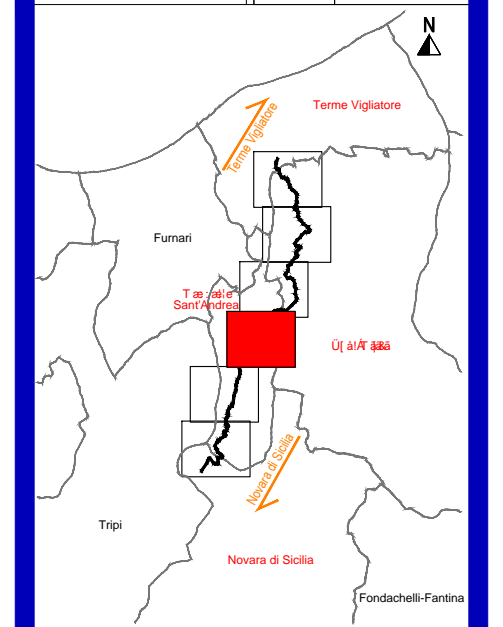 N
Terme Vigliatore
Terme Vigliatore
Furnari
Sant'Andrea
Novara di Sicilia
Tripi
Novara di Sicilia
Fondachelli-Fantina